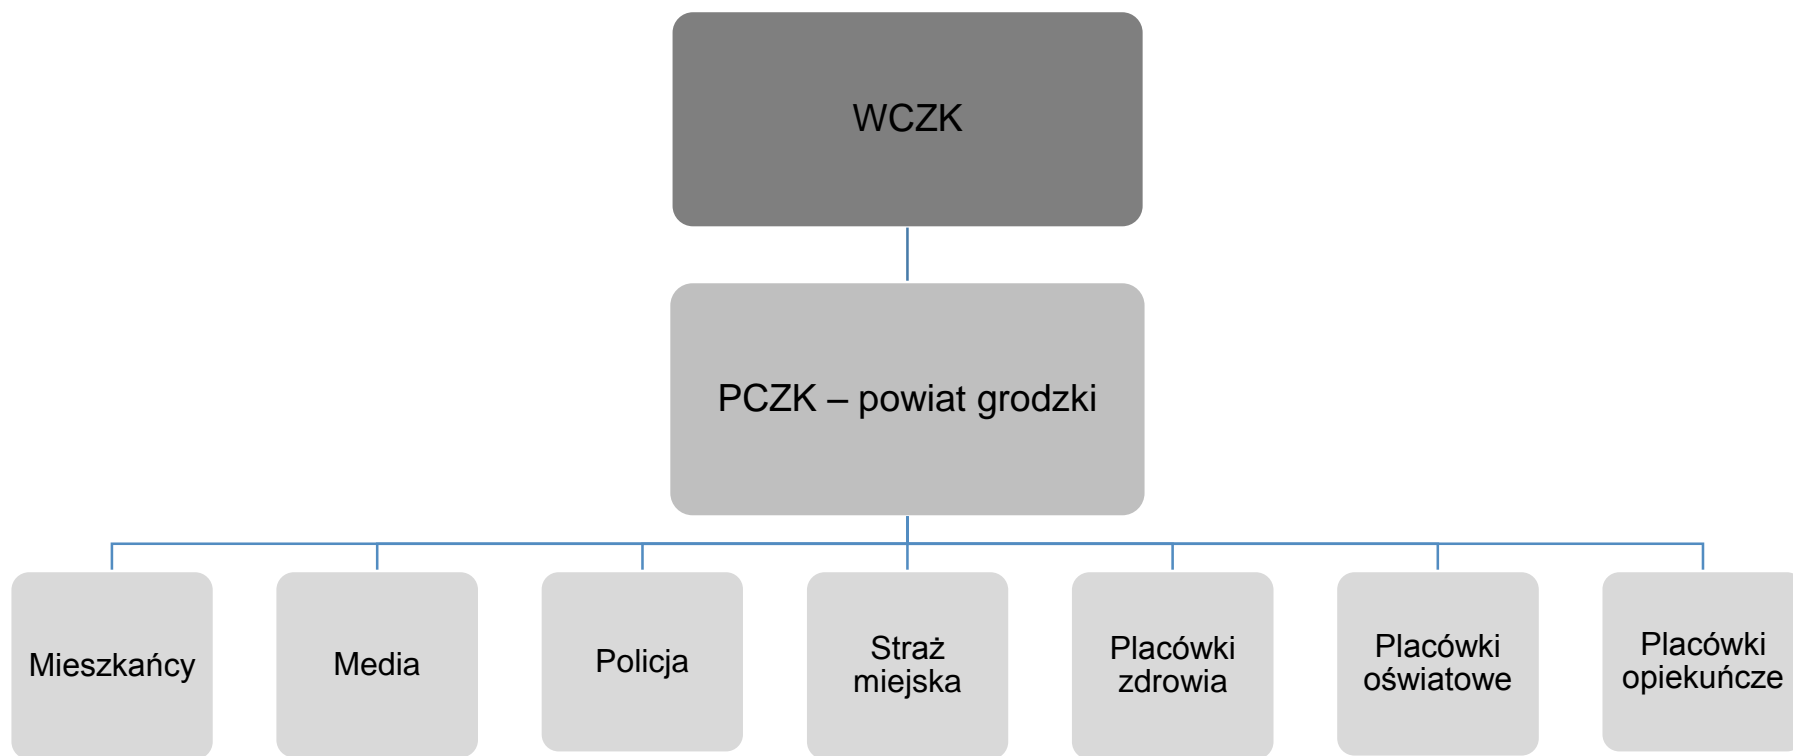 WCZK
PCZK – powiat grodzki
Mieszkańcy
Media
Policja
Straż
miejska
Placówki
zdrowia
Placówki
oświatowe
Placówki
opiekuńcze